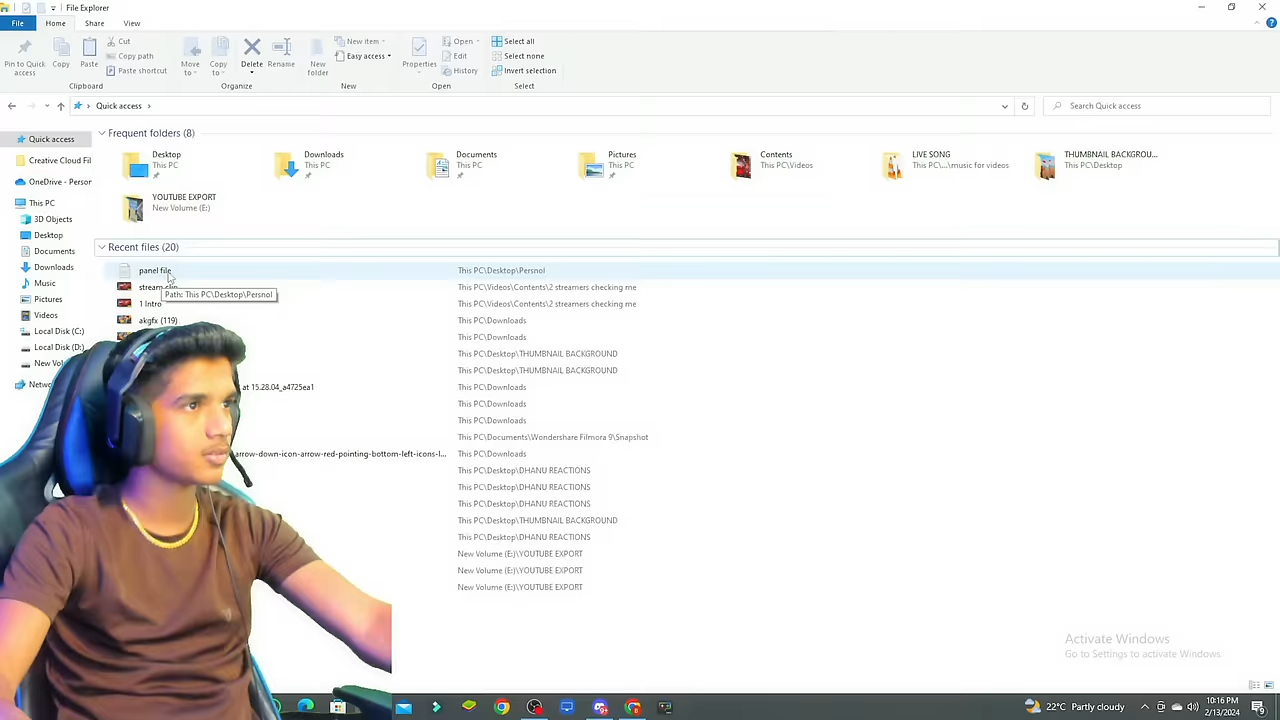 File Explorer
File
Home
Share
View
Pin to Quick access
Copy
Paste
Cut
Copy path
Paste shortcut
Clipboard
Move to
Copy to
Delete
Rename
Organize
New folder
New item
Easy access
New
Properties
Open
Edit
History
Open
Select all
Select none
Invert selection
Select
Quick access
Search Quick access
Quick access
Creative Cloud Fil
OneDrive - Person
This PC
3D Objects
Desktop
Documents
Downloads
Music
Pictures
Videos
Local Disk (C:)
Local Disk (D:)
New Vol
Netwo
Frequent folders (8)
Desktop
This PC
Downloads
This PC
Documents
This PC
Pictures
This PC
Contents
This PC\Videos
LIVE SONG
This PC\...\music for videos
THUMBNAIL BACKGROU...
This PC\Desktop
YOUTUBE EXPORT
New Volume (E:)
Recent files (20)
panel file This PC\Desktop\Persnol
stream clip This PC\Videos\Contents\2 streamers checking me
Path: This PC\Desktop\Persnol
1 Intro This PC\Videos\Contents\2 streamers checking me
akgfx (119) This PC\Downloads
This PC\Downloads
This PC\Desktop\THUMBNAIL BACKGROUND
This PC\Desktop\THUMBNAIL BACKGROUND
at 15.28.04_a4725ea1 This PC\Downloads
This PC\Downloads
This PC\Downloads
This PC\Documents\Wondershare Filmora 9\Snapshot
arrow-down-icon-arrow-red-pointing-bottom-left-icons-l... This PC\Downloads
This PC\Desktop\DHANU REACTIONS
This PC\Desktop\DHANU REACTIONS
This PC\Desktop\DHANU REACTIONS
This PC\Desktop\THUMBNAIL BACKGROUND
This PC\Desktop\DHANU REACTIONS
New Volume (E:)\YOUTUBE EXPORT
New Volume (E:)\YOUTUBE EXPORT
New Volume (E:)\YOUTUBE EXPORT
Activate Windows
Go to Settings to activate Windows.
22°C Partly cloudy
10:16 PM
2/13/2024